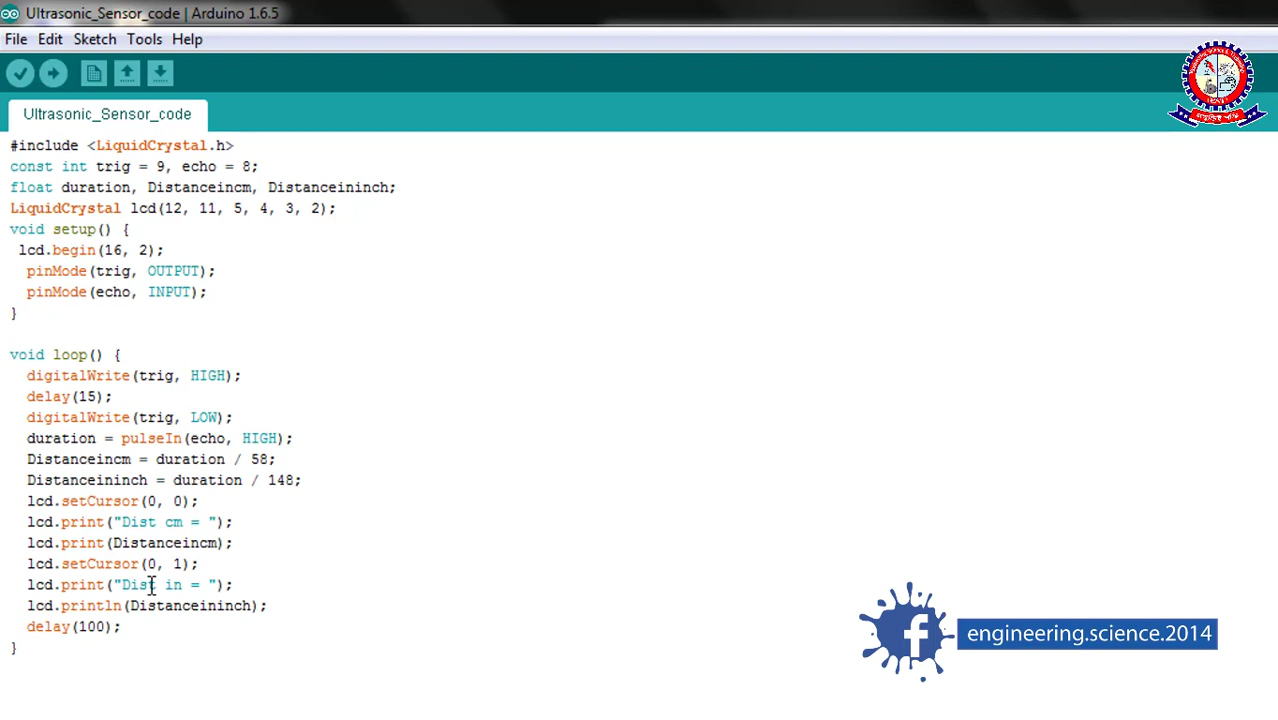 Ultrasonic_Sensor_code | Arduino 1.6.5
File Edit Sketch Tools Help
Ultrasonic_Sensor_code
#include <LiquidCrystal.h>
const int trig = 9, echo = 8;
float duration, Distanceincm, Distanceininch;
LiquidCrystal lcd(12, 11, 5, 4, 3, 2);
void setup() {
 lcd.begin(16, 2);
  pinMode(trig, OUTPUT);
  pinMode(echo, INPUT);
}
void loop() {
  digitalWrite(trig, HIGH);
  delay(15);
  digitalWrite(trig, LOW);
  duration = pulseIn(echo, HIGH);
  Distanceincm = duration / 58;
  Distanceininch = duration / 148;
  lcd.setCursor(0, 0);
  lcd.print("Dist cm = ");
  lcd.print(Distanceincm);
  lcd.setCursor(0, 1);
  lcd.print("Dist in = ");
  lcd.println(Distanceininch);
  delay(100);
}
engineering.science.2014